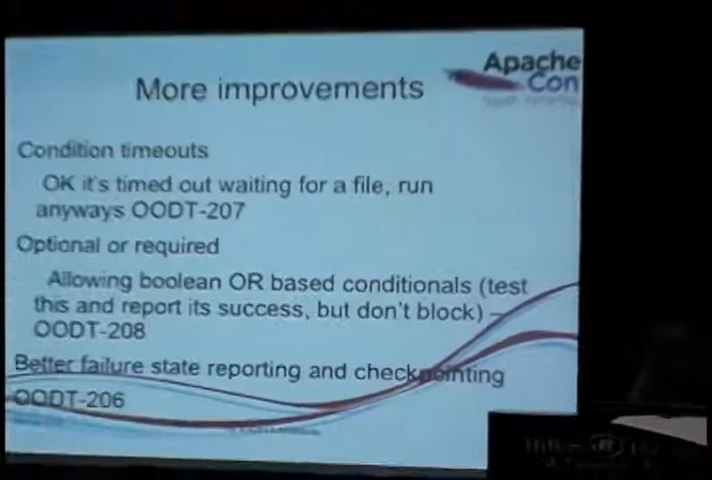 Apache
Con
More improvements
Condition timeouts
OK it's timed out waiting for a file, run
anyways OODT-207
Optional or required
Allowing boolean OR based conditionals (test
this and report its success, but don't block) –
OODT-208
Better failure state reporting and checkpointing
OODT-206
Hilton